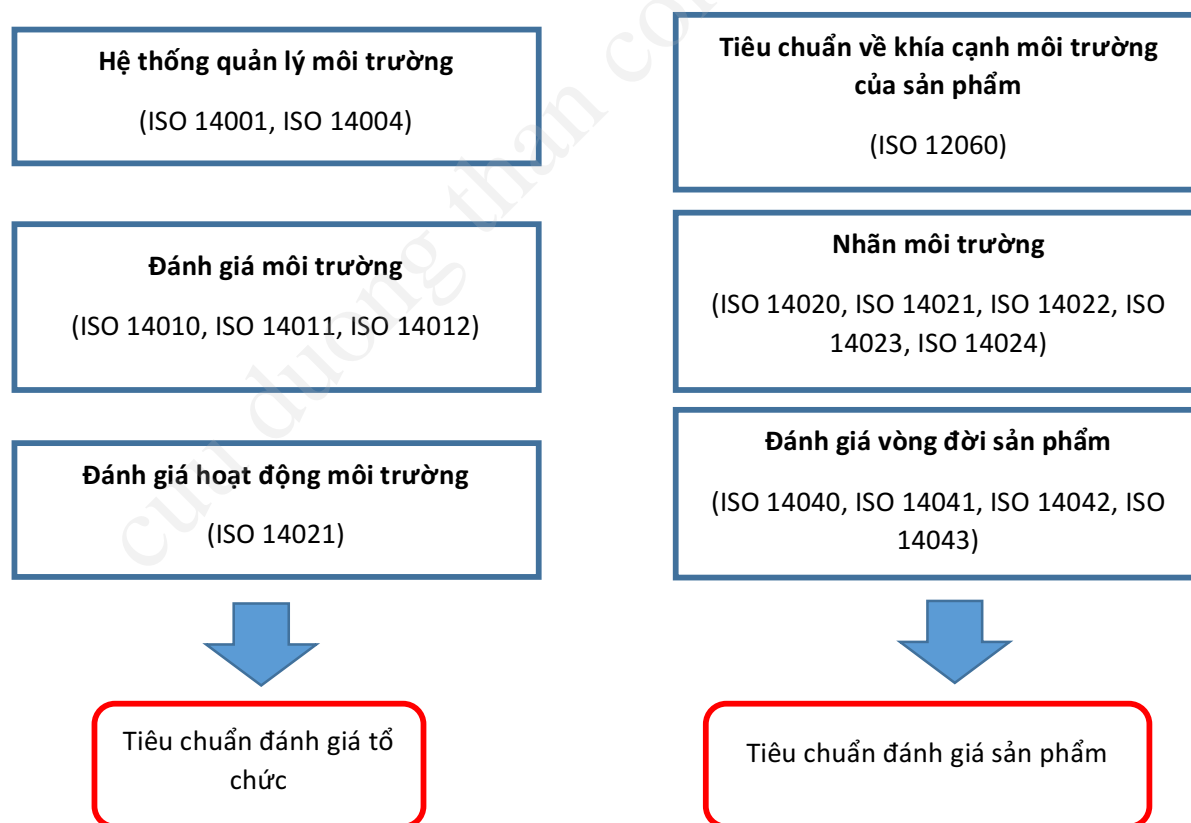 Hệ thống quản lý môi trường
(ISO 14001, ISO 14004)
Đánh giá môi trường
(ISO 14010, ISO 14011, ISO 14012)
Đánh giá hoạt động môi trường
(ISO 14021)
Tiêu chuẩn đánh giá tổ
chức
Tiêu chuẩn về khía cạnh môi trường
của sản phẩm
(ISO 12060)
Nhãn môi trường
(ISO 14020, ISO 14021, ISO 14022, ISO
14023, ISO 14024)
Đánh giá vòng đời sản phẩm
(ISO 14040, ISO 14041, ISO 14042, ISO
14043)
Tiêu chuẩn đánh giá sản phẩm
cuu duong than